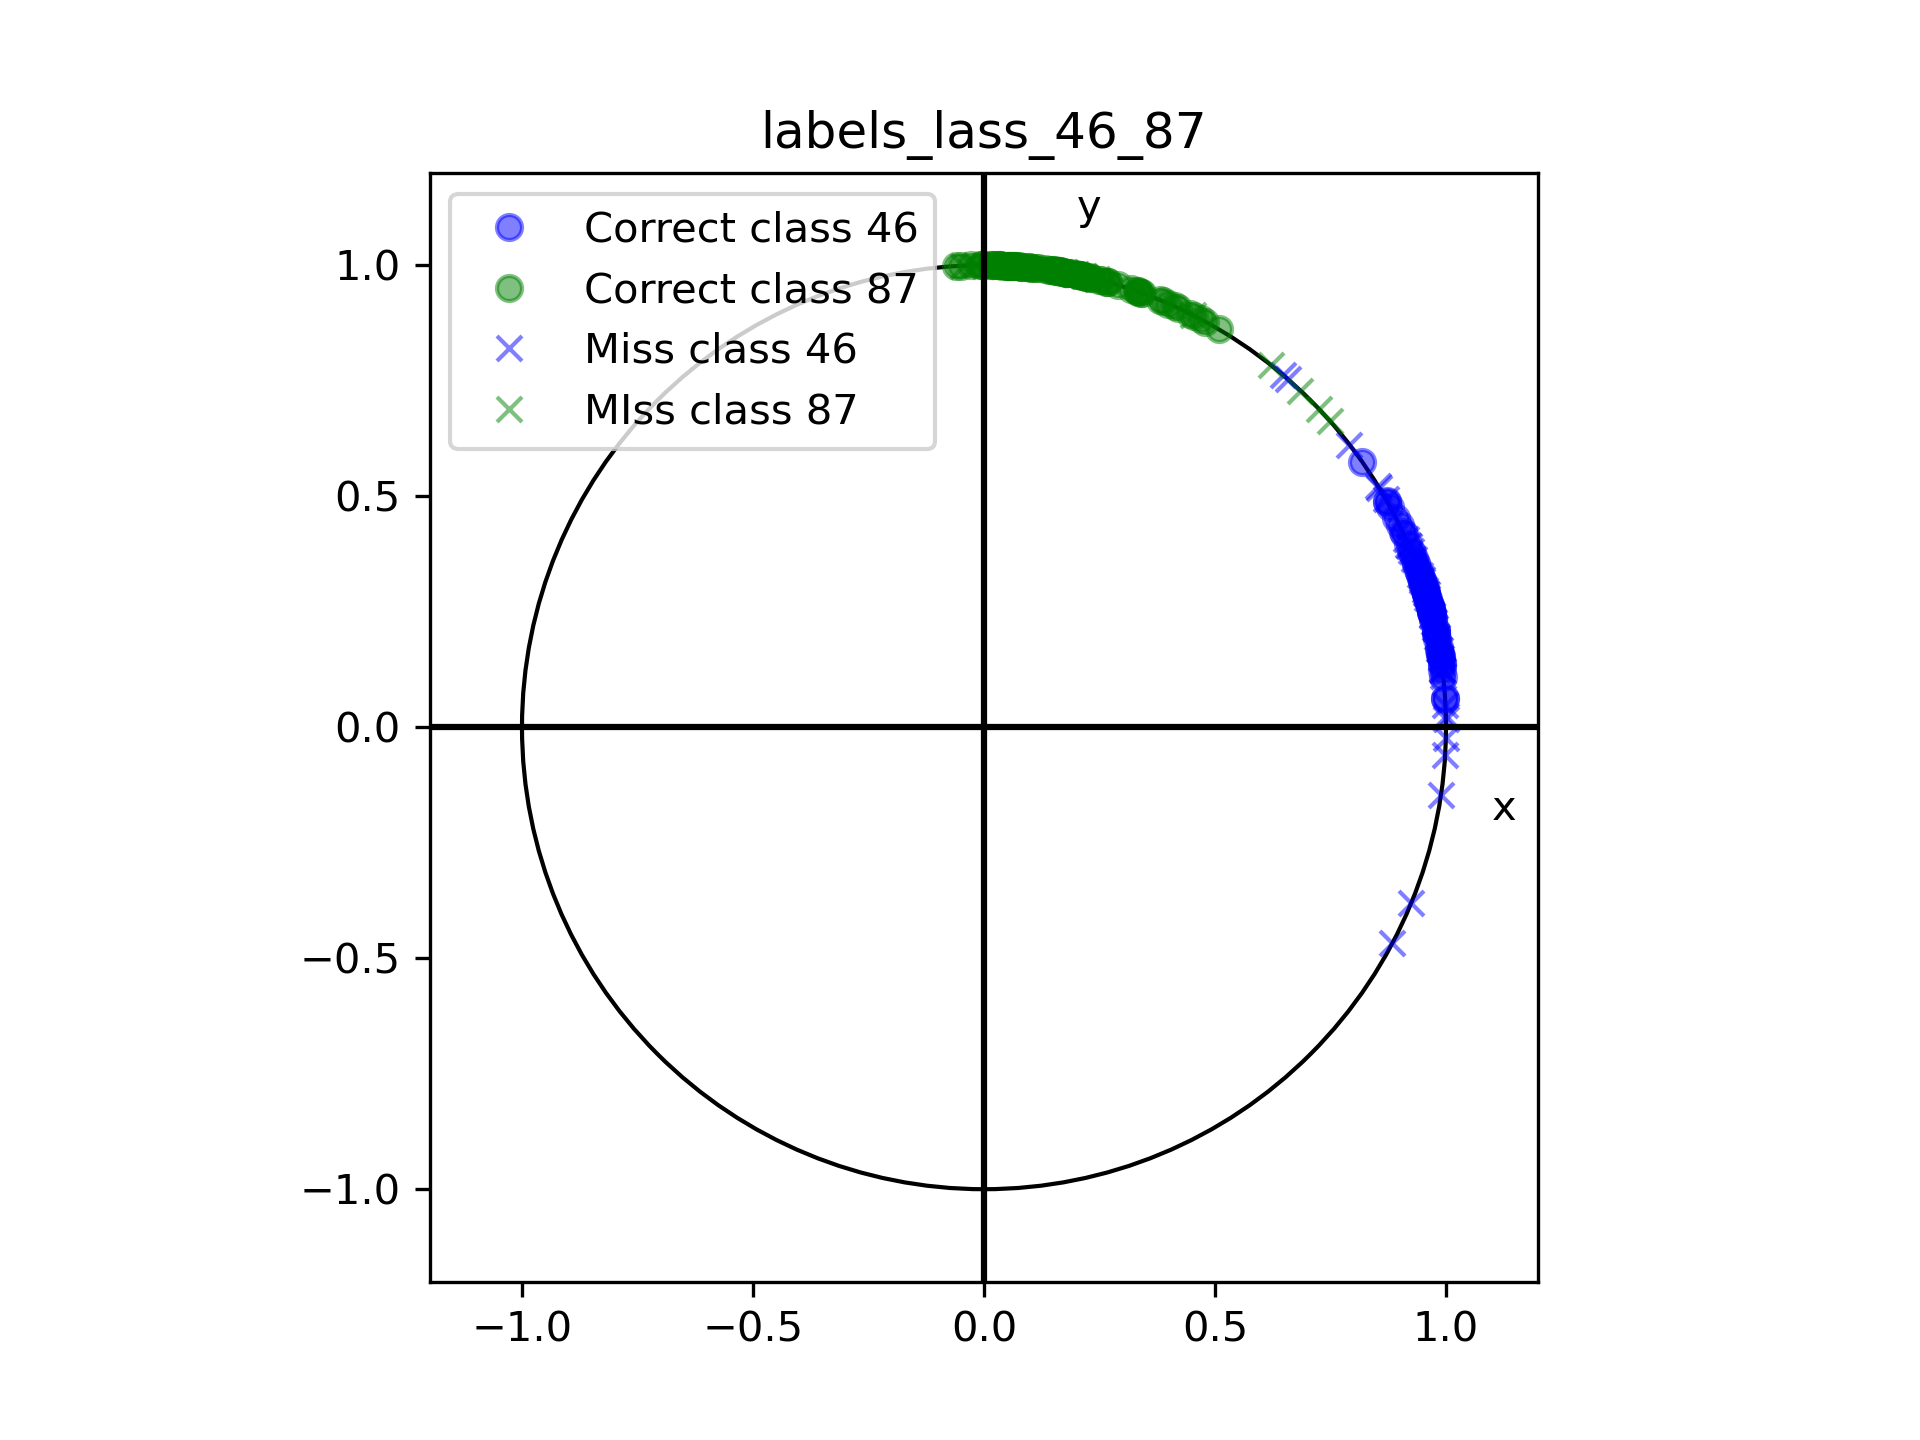 labels_lass_46_87
y
Correct class 46
Correct class 87
Miss class 46
MIss class 87
1.0
0.5
0.0
−0.5
−1.0
x
−1.0 −0.5 0.0 0.5 1.0